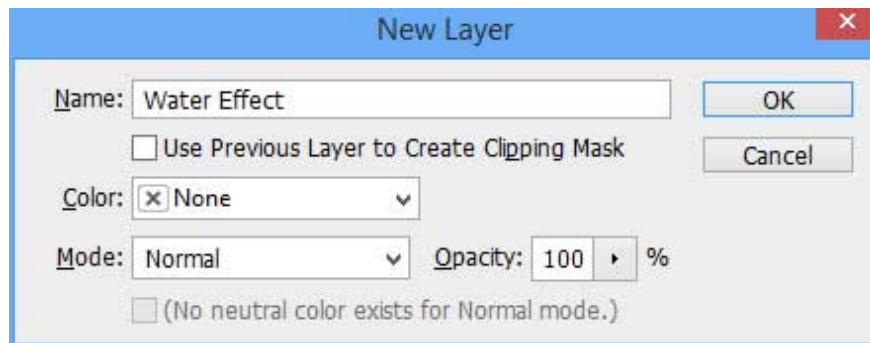 New Layer
Name: Water Effect
OK
Use Previous Layer to Create Clipping Mask
Cancel
Color: None
Mode: Normal Opacity: 100 %
(No neutral color exists for Normal mode.)